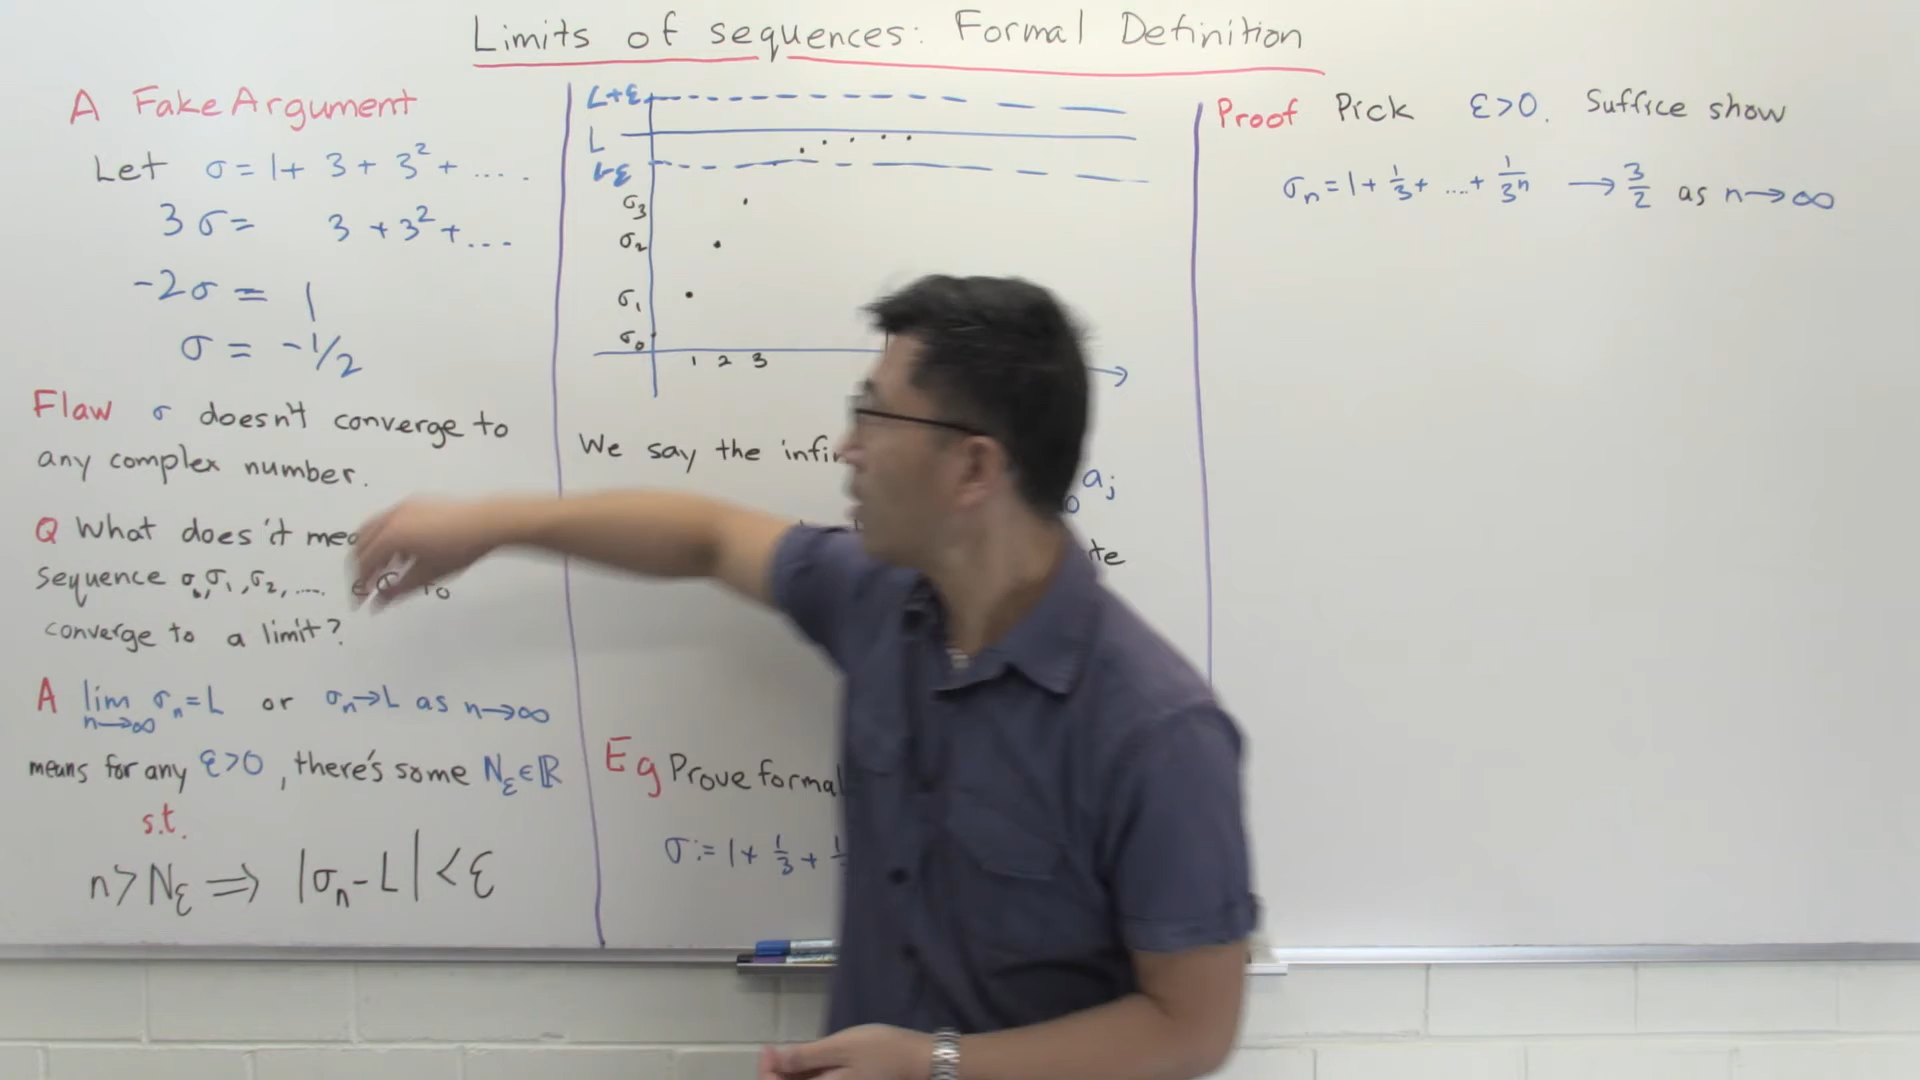 Limits of sequences: Formal Definition
A Fake Argument
Let σ = 1 + 3 + 3² + ....
3σ = 3 + 3² + ...
-2σ = 1
σ = -1/2
Flaw σ doesn't converge to
any complex number.
Q What does it
sequence σ₀, σ₁, σ₂, ....
converge to a limit?
A lim n→∞ σₙ = L or σₙ → L as n → ∞
means for any ε>0, there's some N_ε ∈ ℝ
s.t.
n > N_ε ⟹ |σₙ - L| < ε
L+ε
L
L-ε
σ₃
σ₂
σ₁
σ₀
1 2 3
We say the
aⱼ
Eg Prove
σ := 1 + 1/3 +
Proof Pick ε>0. Suffice show
σₙ = 1 + 1/3 + .... + 1/3ⁿ → 3/2 as n → ∞